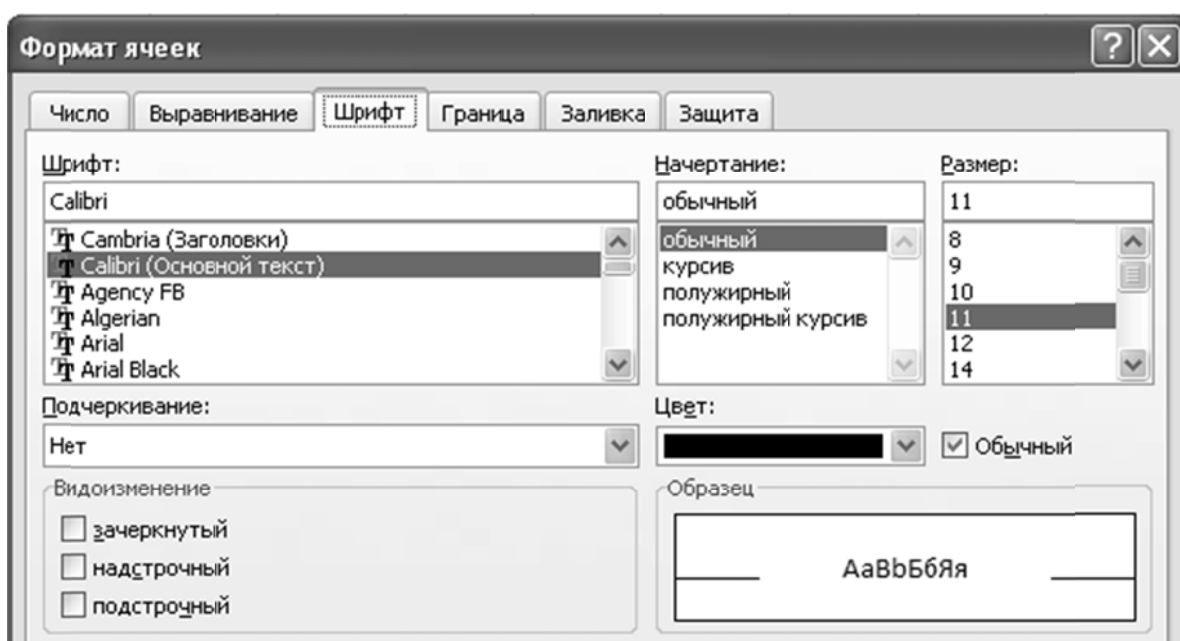 Формат ячеек
Число Выравнивание Шрифт Граница Заливка Защита
Шрифт: Начертание: Размер:
Calibri обычный 11
Cambria (Заголовки) обычный 8
Calibri (Основной текст) курсив 9
Agency FB полужирный 10
Algerian полужирный курсив 11
Arial 12
Arial Black 14
Подчеркивание: Цвет:
Нет Обычный
Видоизменение Образец
зачеркнутый
надстрочный AaBbБбЯя
подстрочный